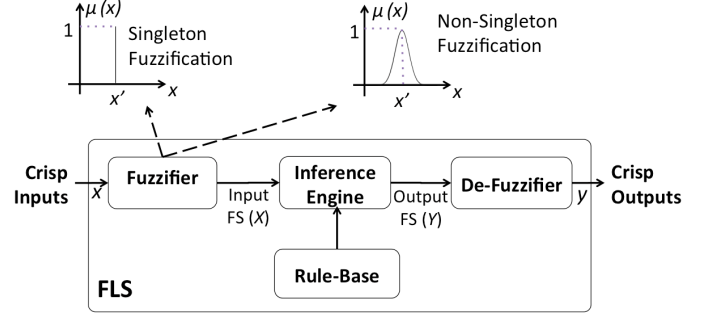 μ (x)
1
Singleton
Fuzzification
x'
x
μ (x)
1
Non-Singleton
Fuzzification
x'
x
Crisp
Inputs
x
Fuzzifier
Input
FS (X)
Inference
Engine
Output
FS (Y)
De-Fuzzifier
y
Crisp
Outputs
Rule-Base
FLS